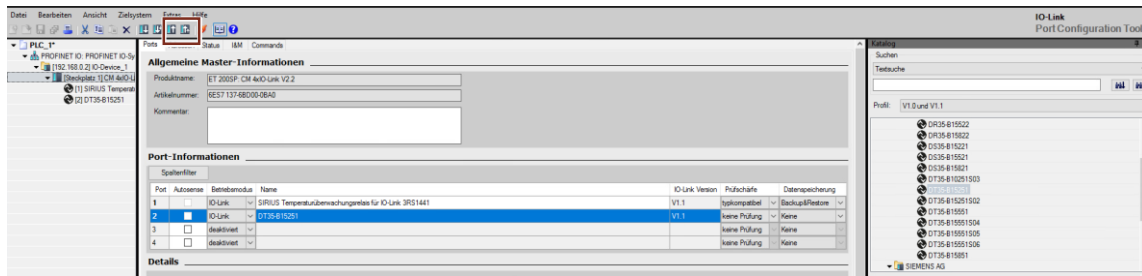 Datei Bearbeiten Ansicht Zielsystem Extras Hilfe
IO-Link
Port Configuration Tool
PLC_1*
PROFINET IO: PROFINET IO-Sy
[192.168.0.2] IO-Device_1
[Steckplatz 1] CM 4xIO-L
[1] SIRIUS Temperat
[2] DT35-B15251
Ports Status I&M Commands
Allgemeine Master-Informationen
Produktname: ET 200SP: CM 4xIO-Link V2.2
Artikelnummer: 6ES7 137-6BD00-0BA0
Kommentar:
Port-Informationen
Spaltenfilter
Port Autosense Betriebsmodus Name IO-Link Version Prüfschärfe Datenspeicherung
1 IO-Link SIRIUS Temperaturüberwachungsrelais für IO-Link 3RS1441 V1.1 typkompatibel Backup&Restore
2 IO-Link DT35-B15251 V1.1 keine Prüfung Keine
3 deaktiviert keine Prüfung Keine
4 deaktiviert keine Prüfung Keine
Details
Katalog
Suchen
Textsuche
Profil: V1.0 und V1.1
DR35-B15522
DR35-B15822
DS35-B15221
DS35-B15521
DS35-B15821
DT35-B10251S03
DT35-B15251
DT35-B15251S02
DT35-B15551
DT35-B15551S04
DT35-B15551S05
DT35-B15551S06
DT35-B15851
SIEMENS AG